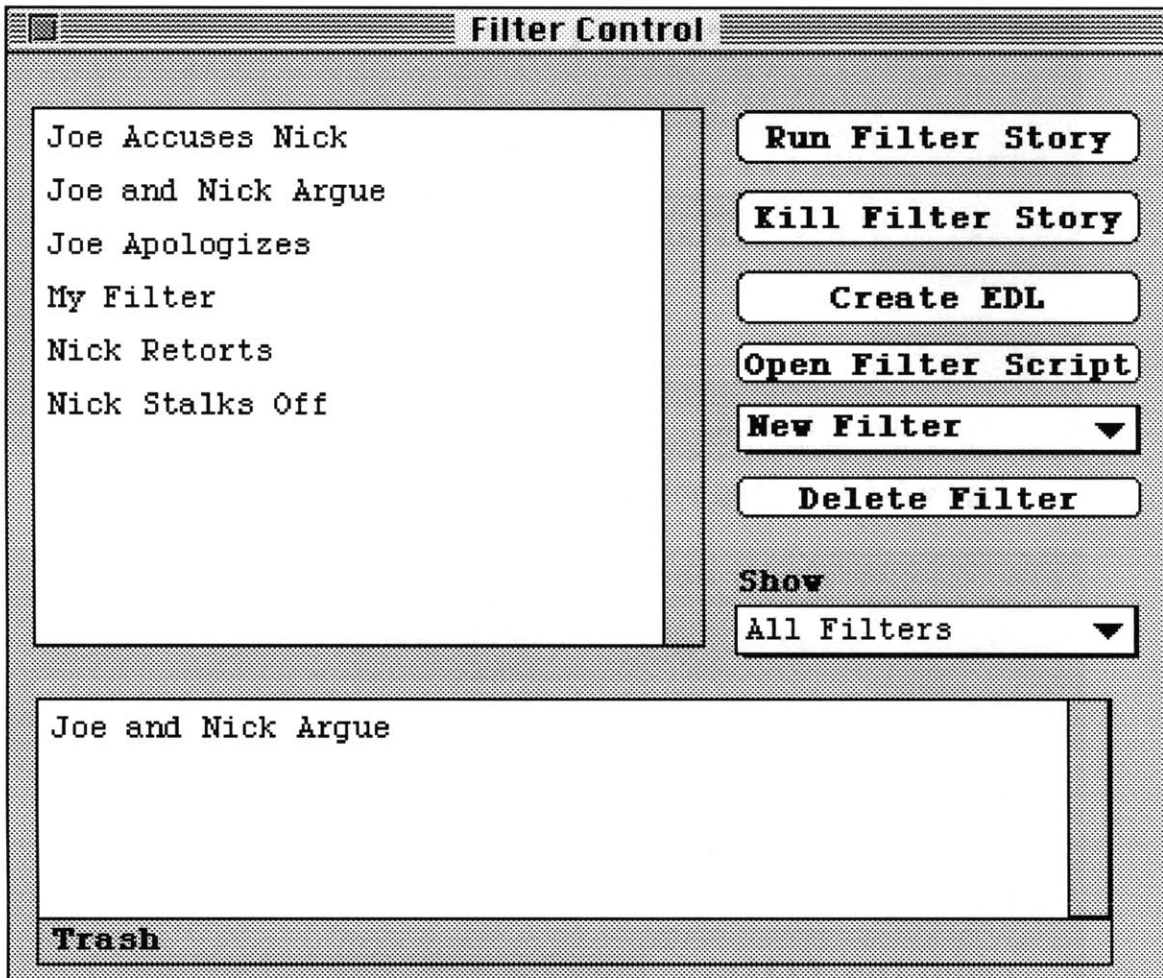 Filter Control
Joe Accuses Nick
Joe and Nick Argue
Joe Apologizes
My Filter
Nick Retorts
Nick Stalks Off
Run Filter Story
Kill Filter Story
Create EDL
Open Filter Script
New Filter
Delete Filter
Show
All Filters
Joe and Nick Argue
Trash